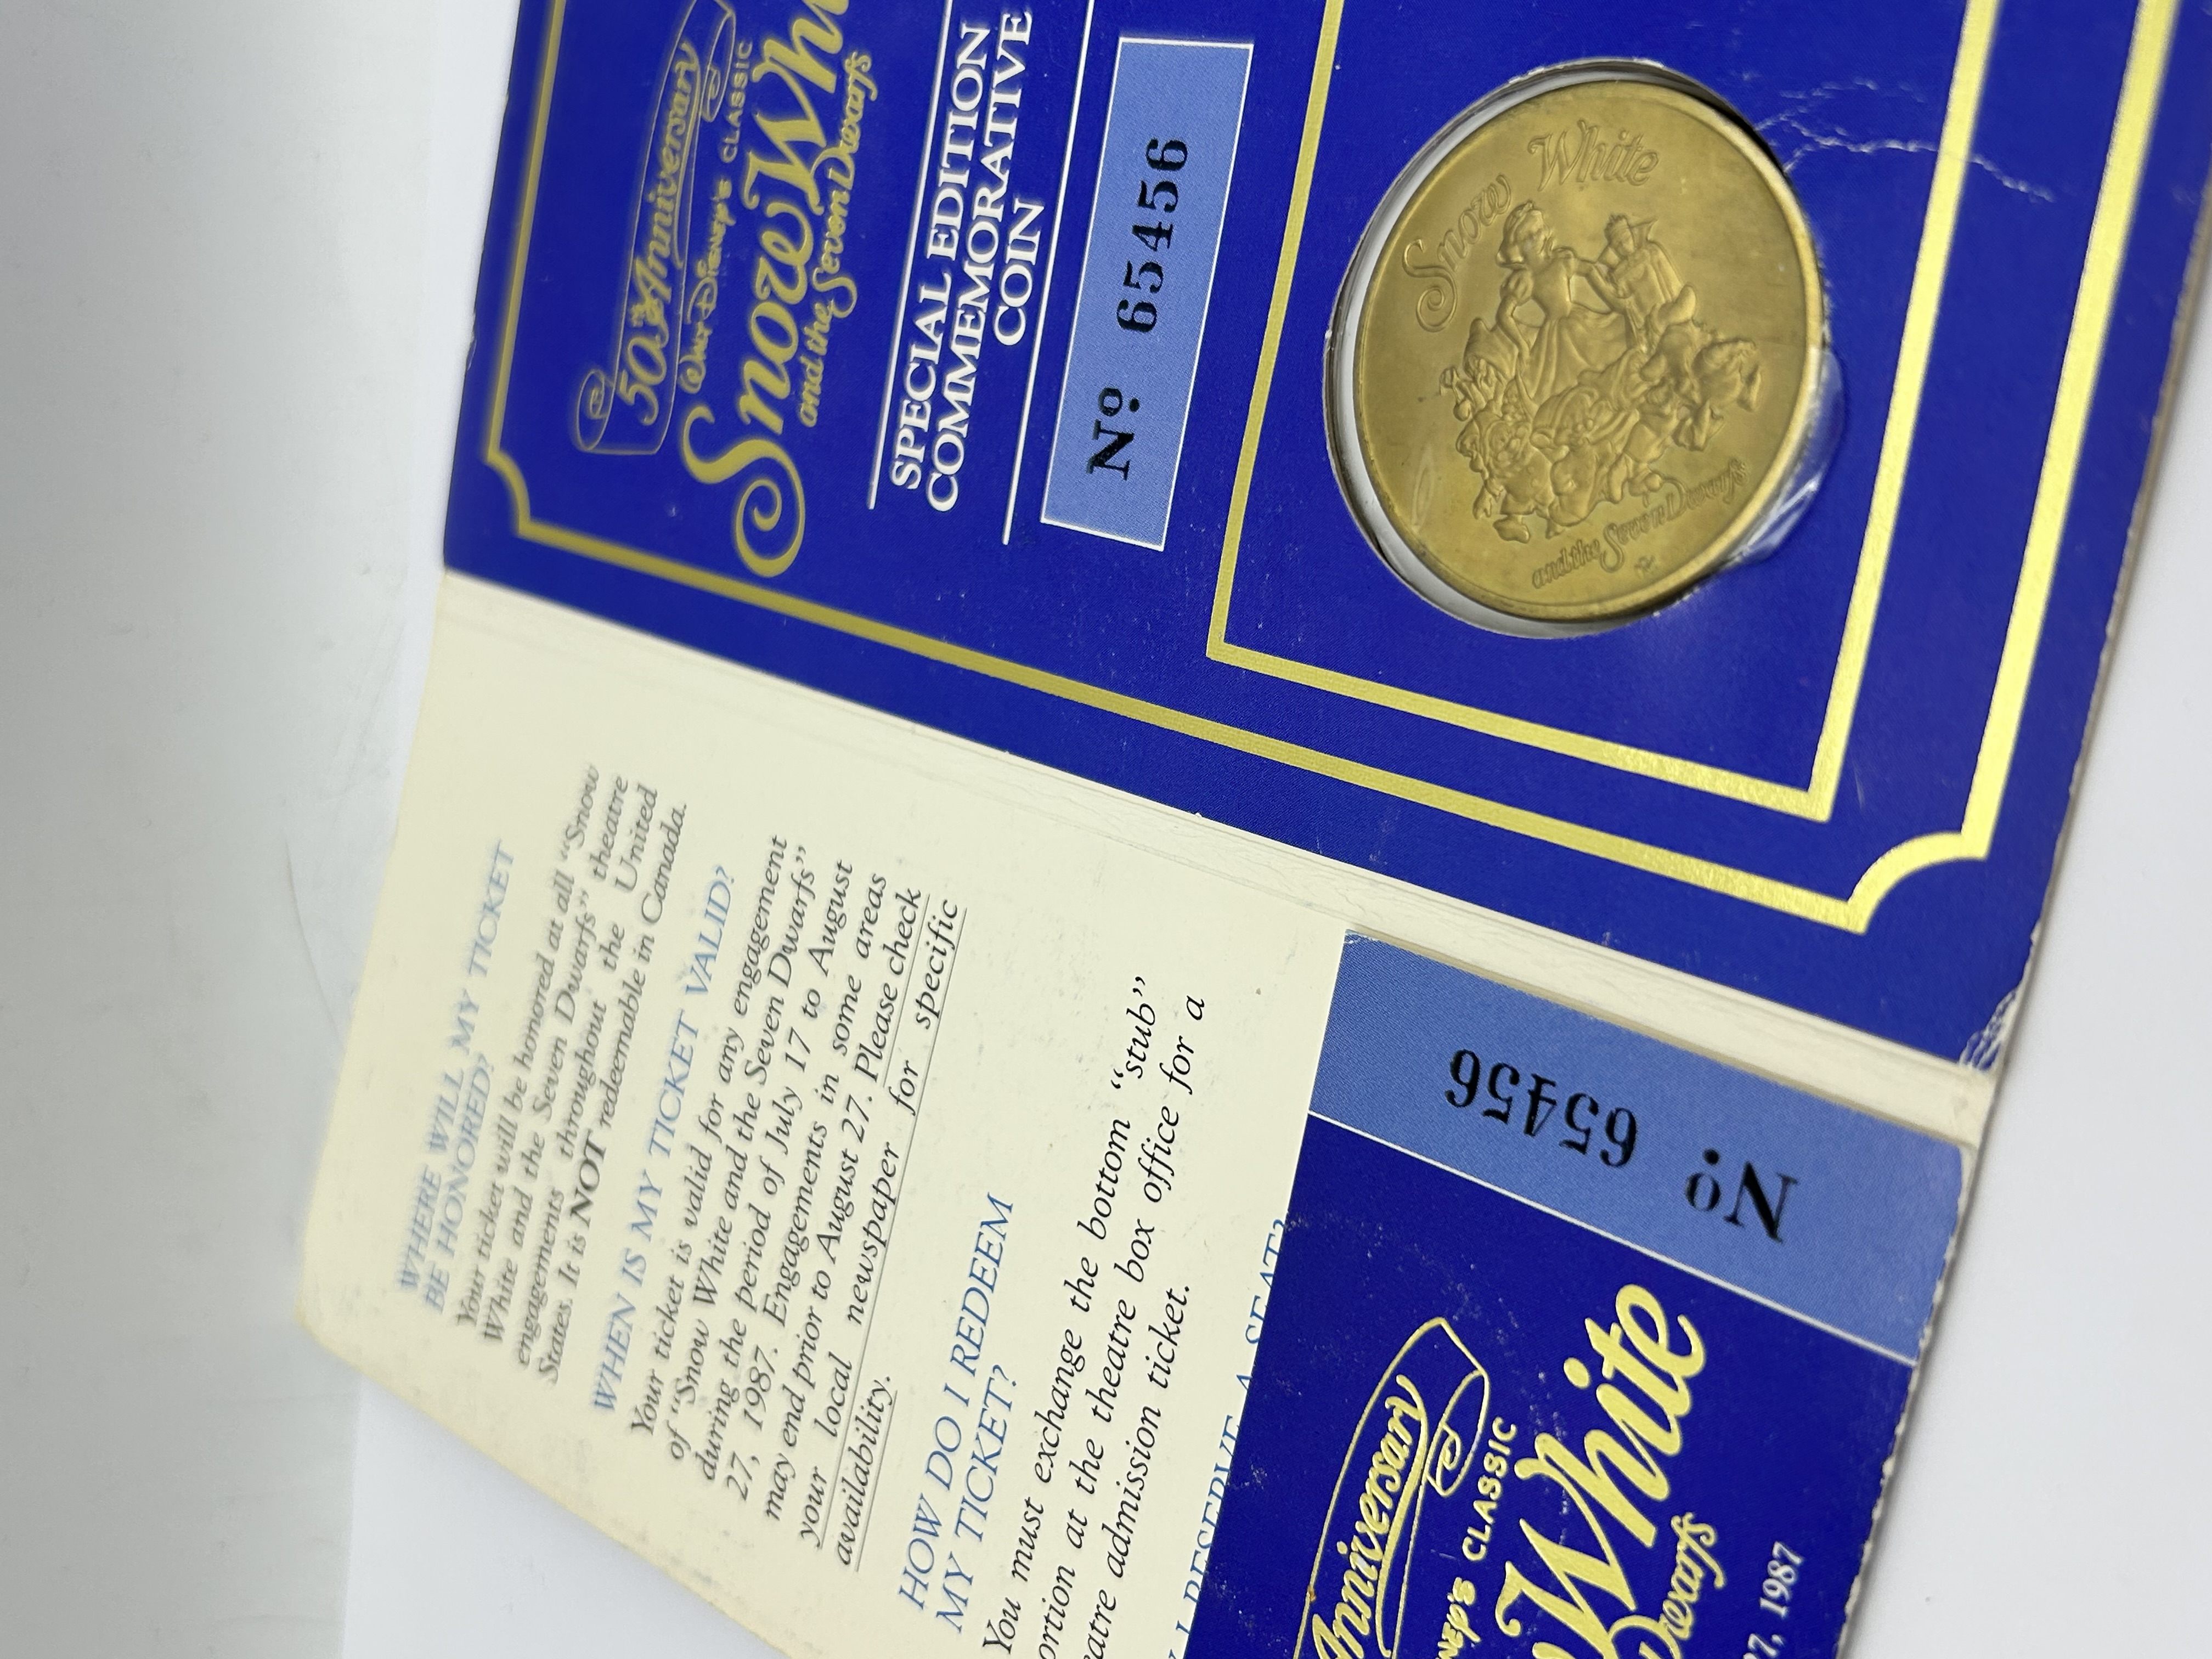 50th Anniversary
Walt Disney's CLASSIC
Snow
and the Seven Dwarfs
SPECIAL EDITION
COMMEMORATIVE
COIN
No 65456
Snow White
and the Seven Dwarfs
WHERE WILL MY TICKET
BE HONORED?
Your ticket will be honored at all "Snow
White and the Seven Dwarfs" theatre
engagements throughout the United
States. It is NOT redeemable in Canada.
WHEN IS MY TICKET VALID?
Your ticket is valid for any engagement
of "Snow White and the Seven Dwarfs"
during the period of July 17 to August
27, 1987. Engagements in some areas
may end prior to August 27. Please check
your local newspaper for specific
availability.
HOW DO I REDEEM
MY TICKET?
You must exchange the bottom "stub"
portion at the theatre box office for a
theatre admission ticket.
I RESERVE A SEAT?
No 65456
Anniversary
CLASSIC
White
Dwarfs
7, 1987